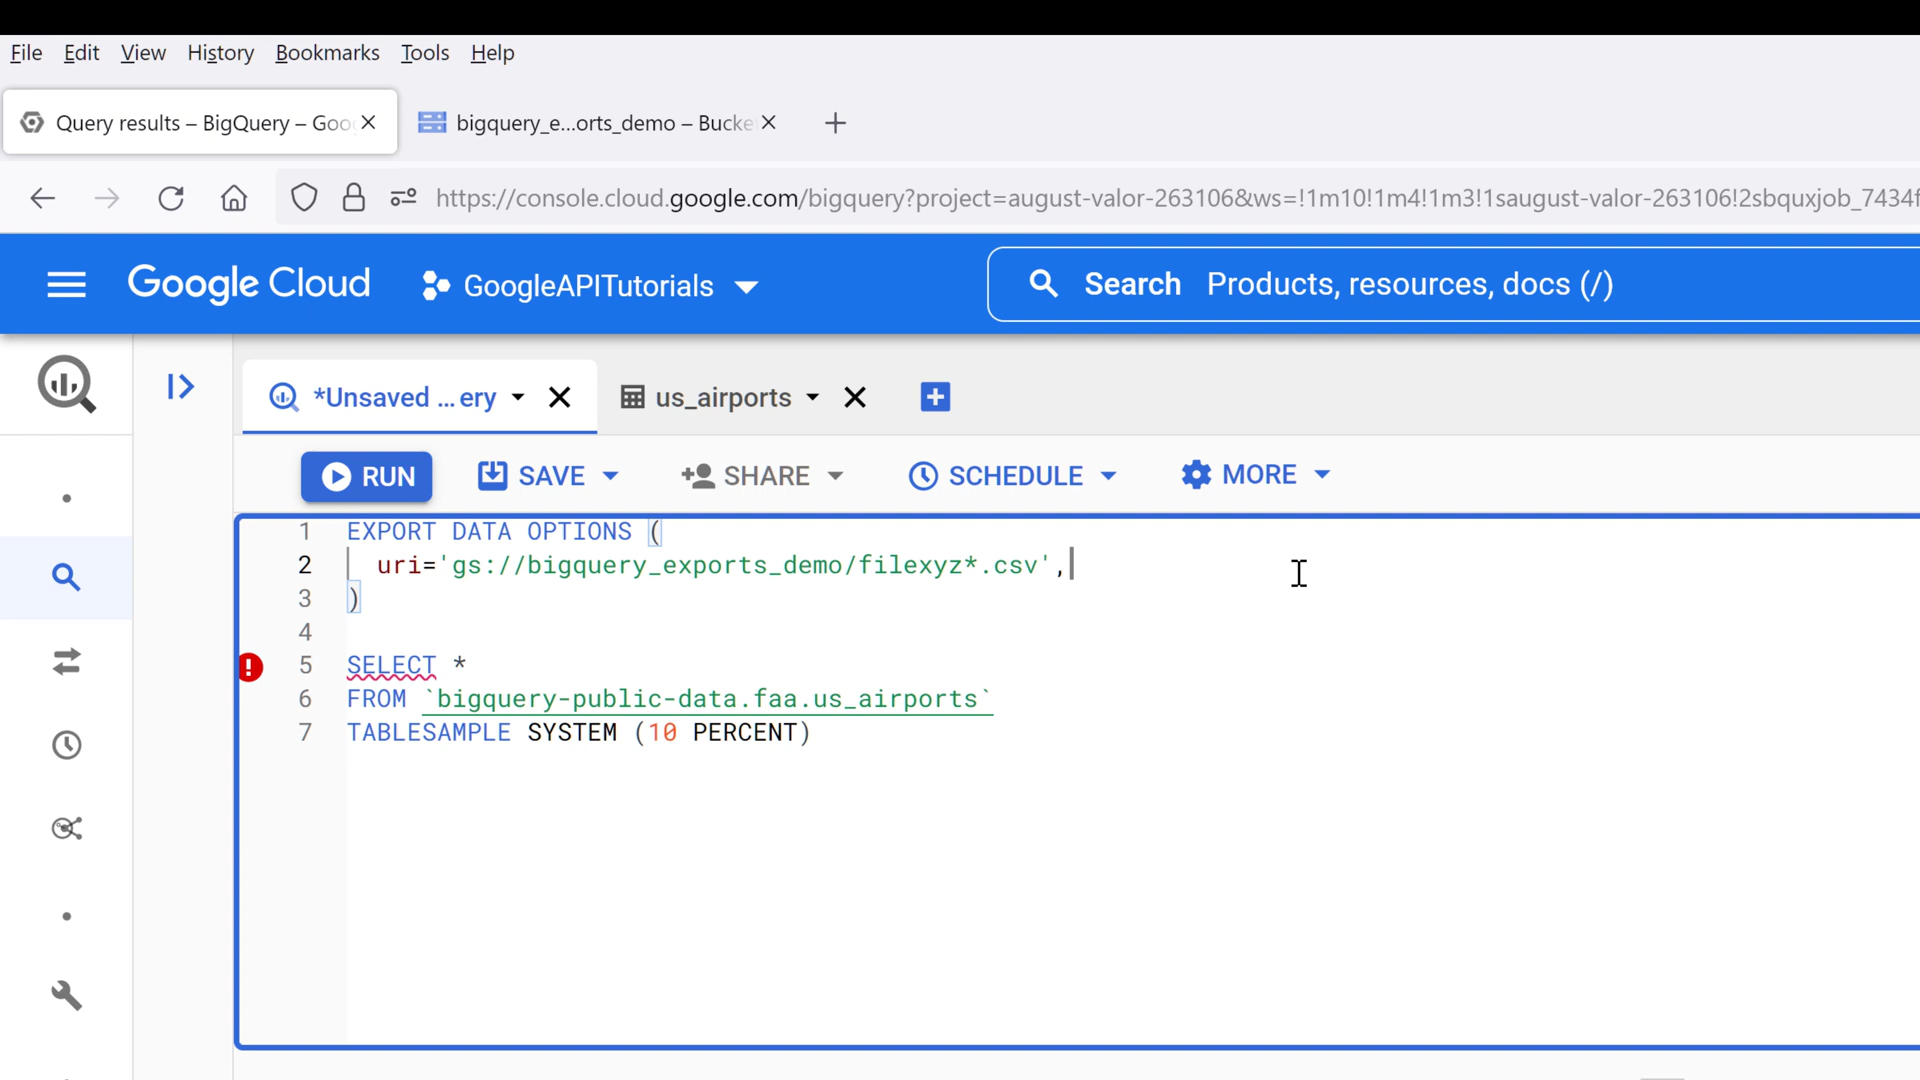 File Edit View History Bookmarks Tools Help
Query results – BigQuery – Goo
bigquery_e...orts_demo – Bucke
https://console.cloud.google.com/bigquery?project=august-valor-263106&ws=!1m10!1m4!1m3!1saugust-valor-263106!2sbquxjob_7434f
Google Cloud GoogleAPITutorials Search Products, resources, docs (/)
*Unsaved ...ery us_airports
RUN SAVE SHARE SCHEDULE MORE
1 EXPORT DATA OPTIONS (
2 uri='gs://bigquery_exports_demo/filexyz*.csv',
3 )
4
5 SELECT *
6 FROM `bigquery-public-data.faa.us_airports`
7 TABLESAMPLE SYSTEM (10 PERCENT)